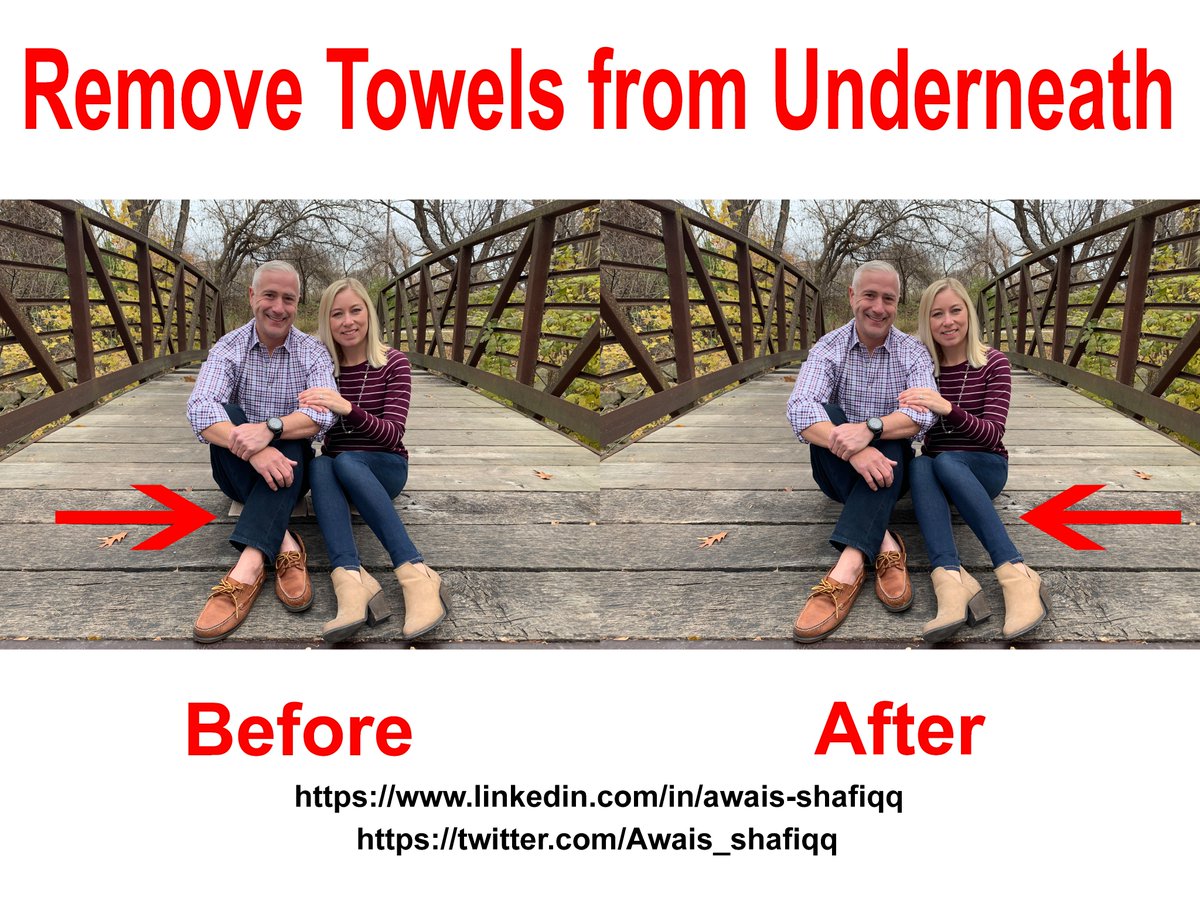 Remove Towels from Underneath
Before
After
https://www.linkedin.com/in/awais-shafiqq
https://twitter.com/Awais_shafiqq